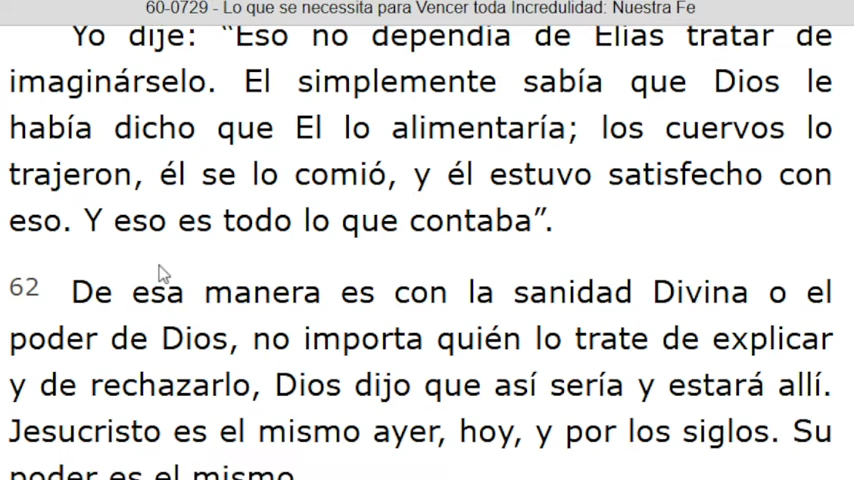 60-0729 - Lo que se necessita para Vencer toda Incredulidad: Nuestra Fe
Yo dije: “Eso no dependía de Elías tratar de
imaginárselo. El simplemente sabía que Dios le
había dicho que El lo alimentaría; los cuervos lo
trajeron, él se lo comió, y él estuvo satisfecho con
eso. Y eso es todo lo que contaba”.
62 De esa manera es con la sanidad Divina o el
poder de Dios, no importa quién lo trate de explicar
y de rechazarlo, Dios dijo que así sería y estará allí.
Jesucristo es el mismo ayer, hoy, y por los siglos. Su
poder es el mismo